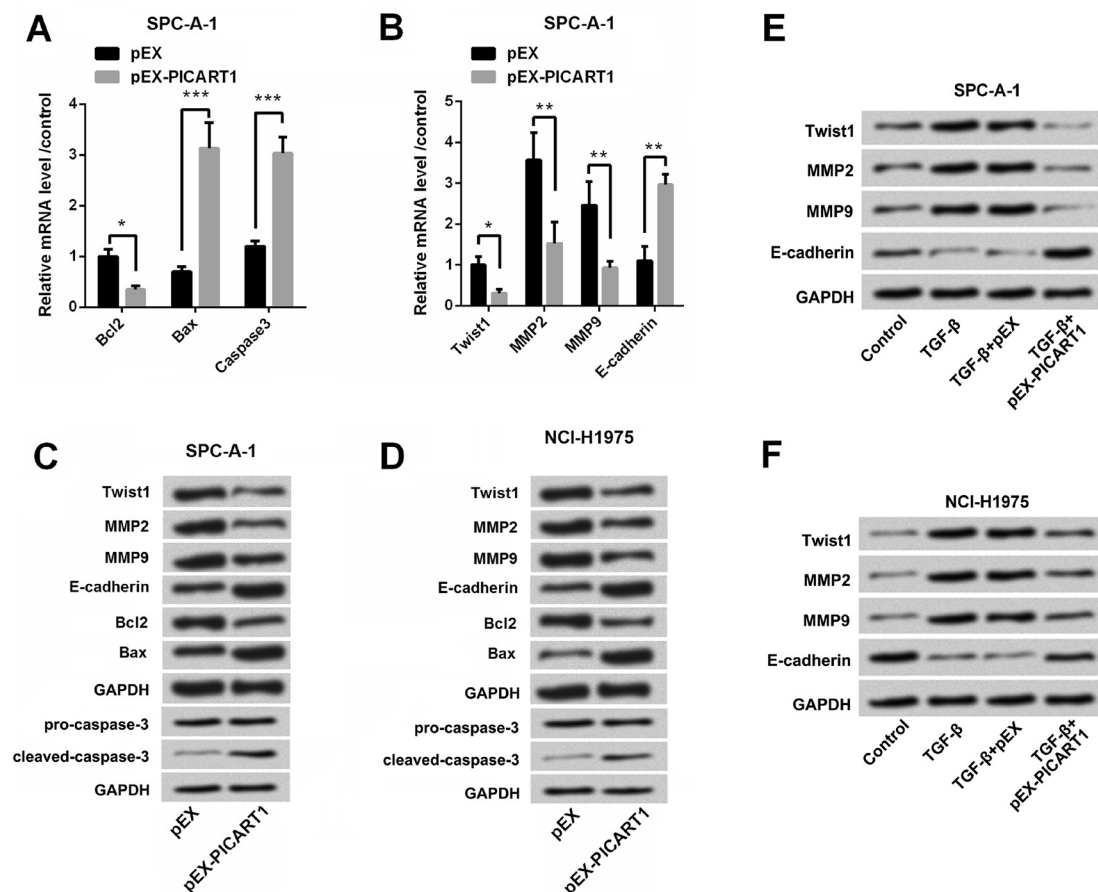 A
SPC-A-1
pEX
pEX-PICART1
Relative mRNA level /control
4
3
2
1
0
*
***
***
Bcl2
Bax
Caspase3
B
SPC-A-1
pEX
pEX-PICART1
Relative mRNA level /control
5
4
3
2
1
0
*
**
**
**
Twist1
MMP2
MMP9
E-cadherin
E
SPC-A-1
Twist1
MMP2
MMP9
E-cadherin
GAPDH
Control
TGF-β
TGF-β+pEX
TGF-β+
pEX-PICART1
C
SPC-A-1
Twist1
MMP2
MMP9
E-cadherin
Bcl2
Bax
GAPDH
pro-caspase-3
cleaved-caspase-3
GAPDH
pEX
pEX-PICART1
D
NCI-H1975
Twist1
MMP2
MMP9
E-cadherin
Bcl2
Bax
GAPDH
pro-caspase-3
cleaved-caspase-3
GAPDH
pEX
pEX-PICART1
F
NCI-H1975
Twist1
MMP2
MMP9
E-cadherin
GAPDH
Control
TGF-β
TGF-β+pEX
TGF-β+
pEX-PICART1